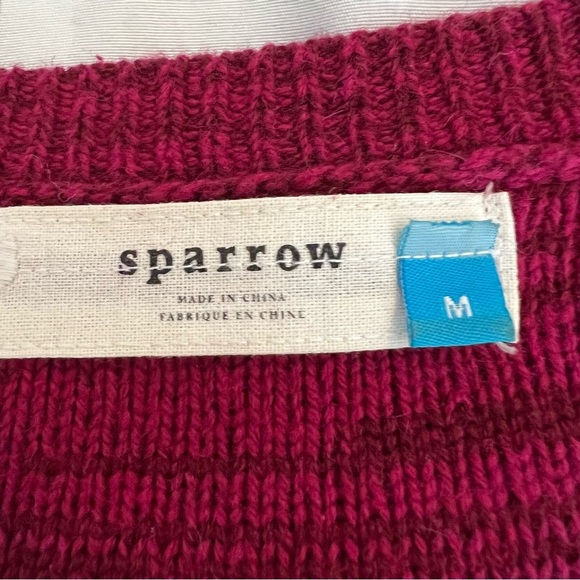 sparrow
MADE IN CHINA
FABRIQUE EN CHINE
M